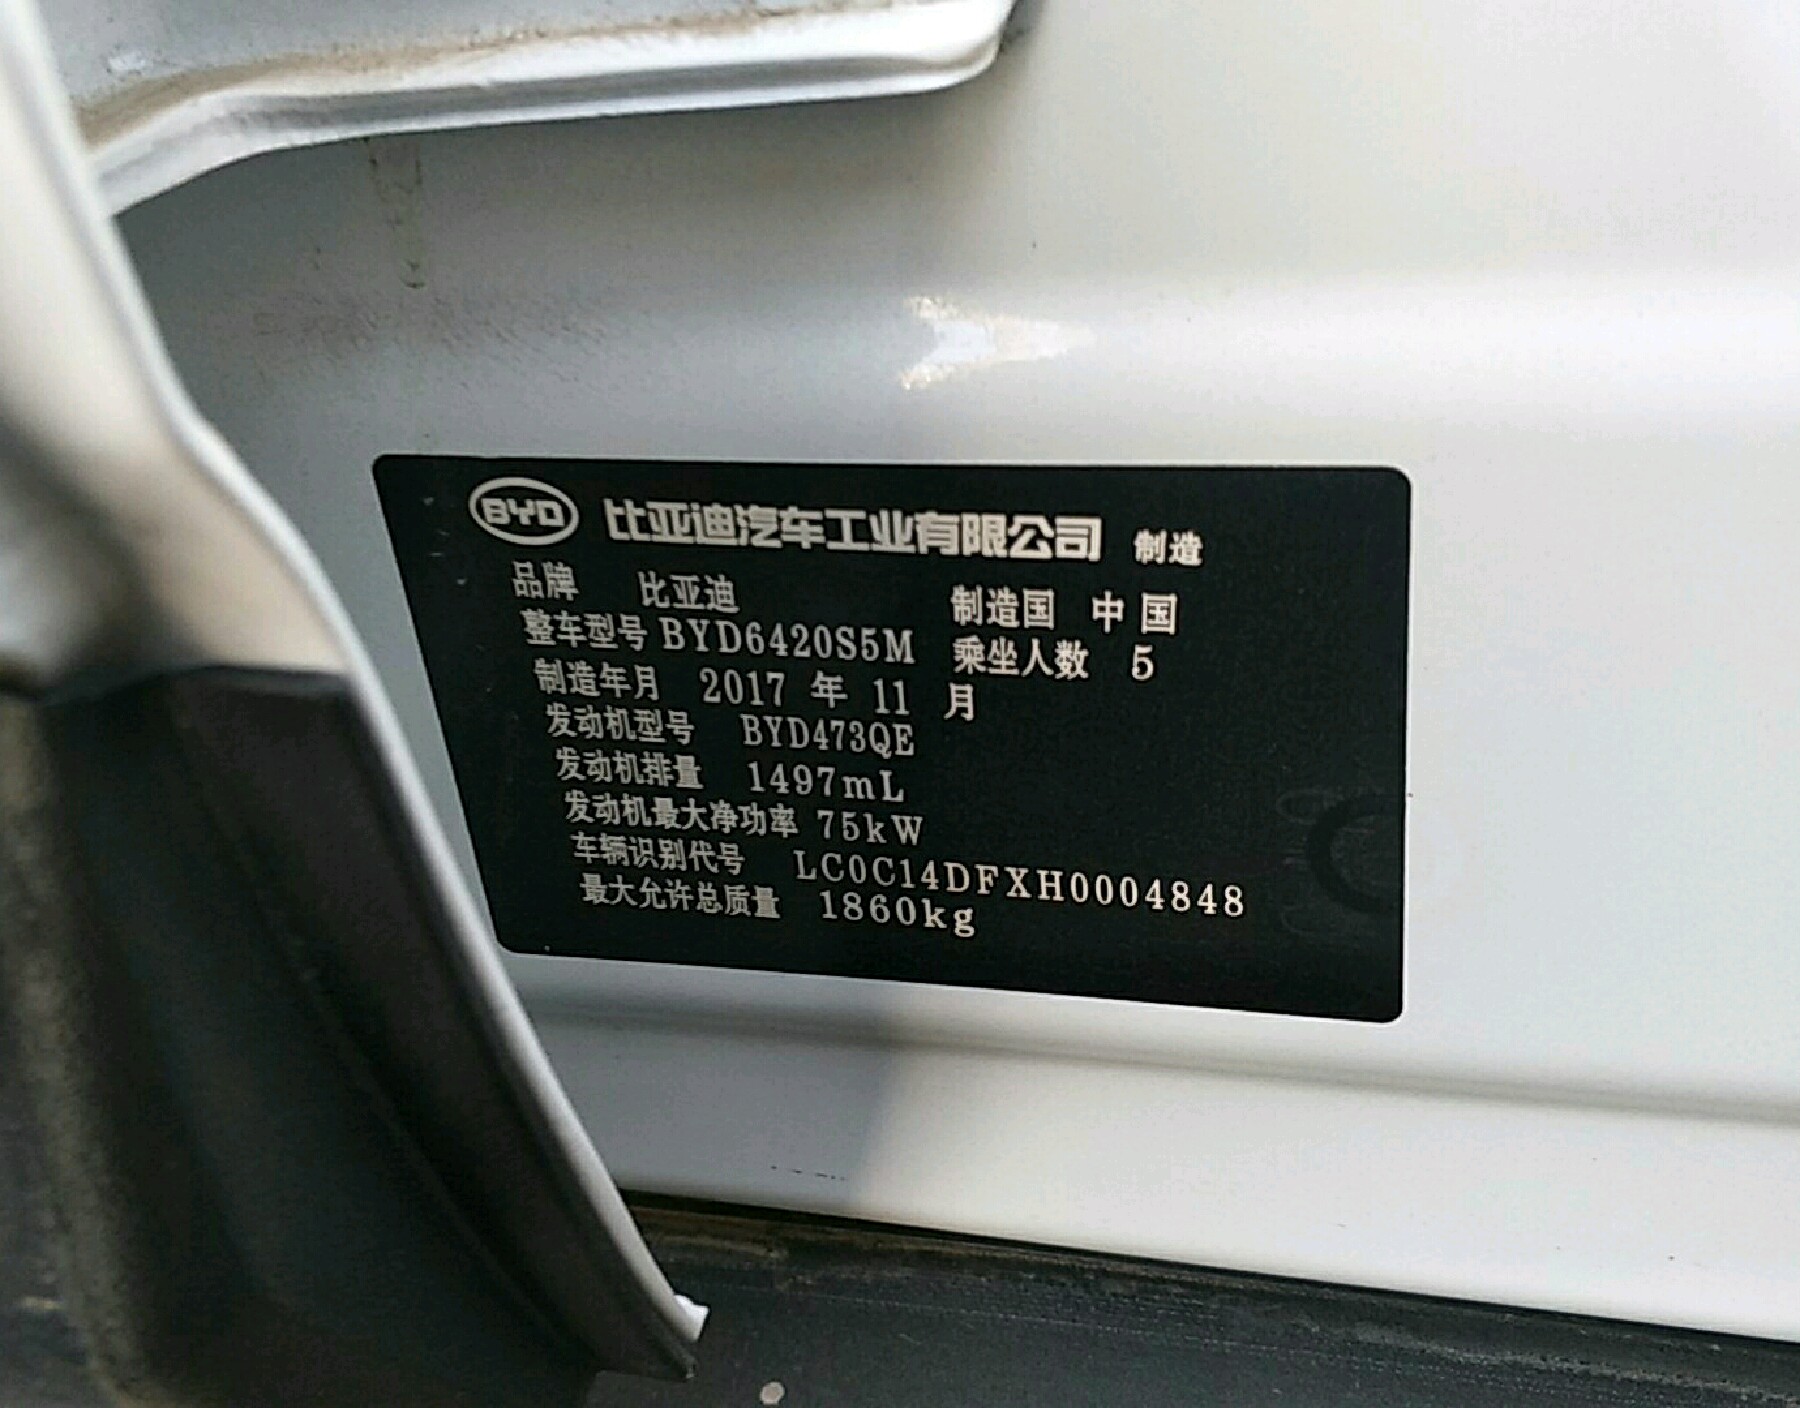 BYD 比亚迪汽车工业有限公司 制造
品牌 比亚迪 制造国 中国
整车型号 BYD6420S5M 乘坐人数 5
制造年月 2017 年 11 月
发动机型号 BYD473QE
发动机排量 1497mL
发动机最大净功率 75kW
车辆识别代号 LC0C14DFXH0004848
最大允许总质量 1860kg